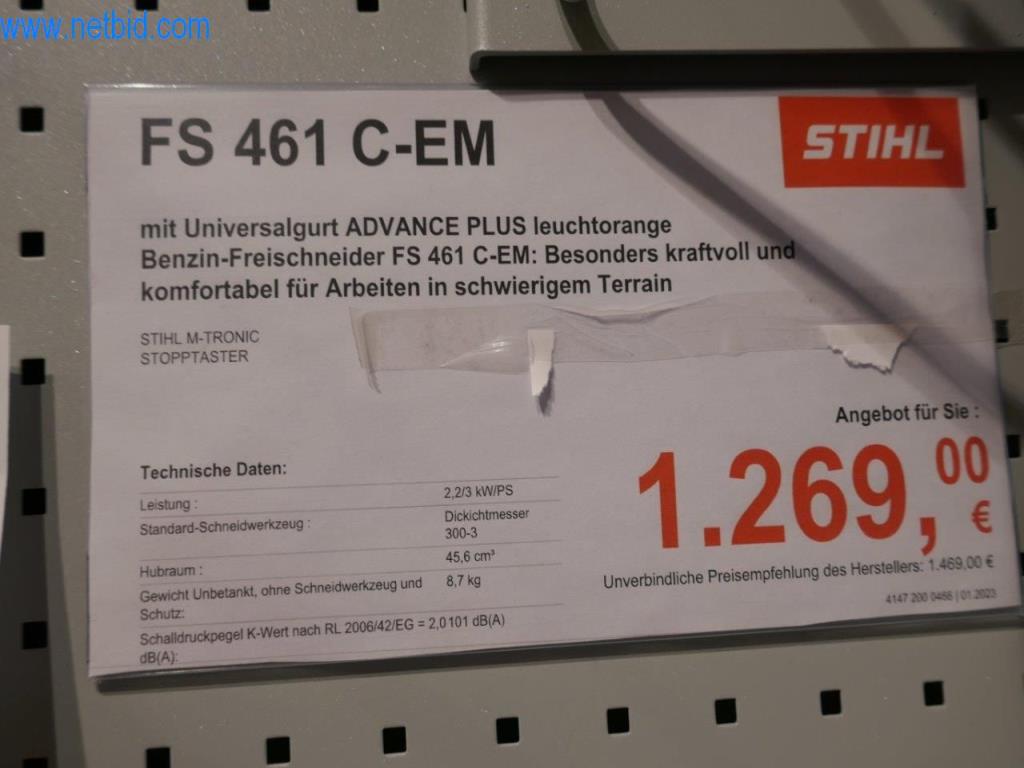 www.netbid.com
FS 461 C-EM
STIHL
mit Universalgurt ADVANCE PLUS leuchtorange
Benzin-Freischneider FS 461 C-EM: Besonders kraftvoll und
komfortabel für Arbeiten in schwierigem Terrain
STIHL M-TRONIC
STOPPTASTER
Angebot für Sie :
1.269,00 €
Unverbindliche Preisempfehlung des Herstellers: 1.469,00 €
4147 200 0466 | 01.2023
Technische Daten:
Leistung : 2,2/3 kW/PS
Standard-Schneidwerkzeug : Dickichtmesser
300-3
Hubraum : 45,6 cm³
Gewicht Unbetankt, ohne Schneidwerkzeug und 8,7 kg
Schutz:
Schalldruckpegel K-Wert nach RL 2006/42/EG = 2,0 101 dB(A)
dB(A):